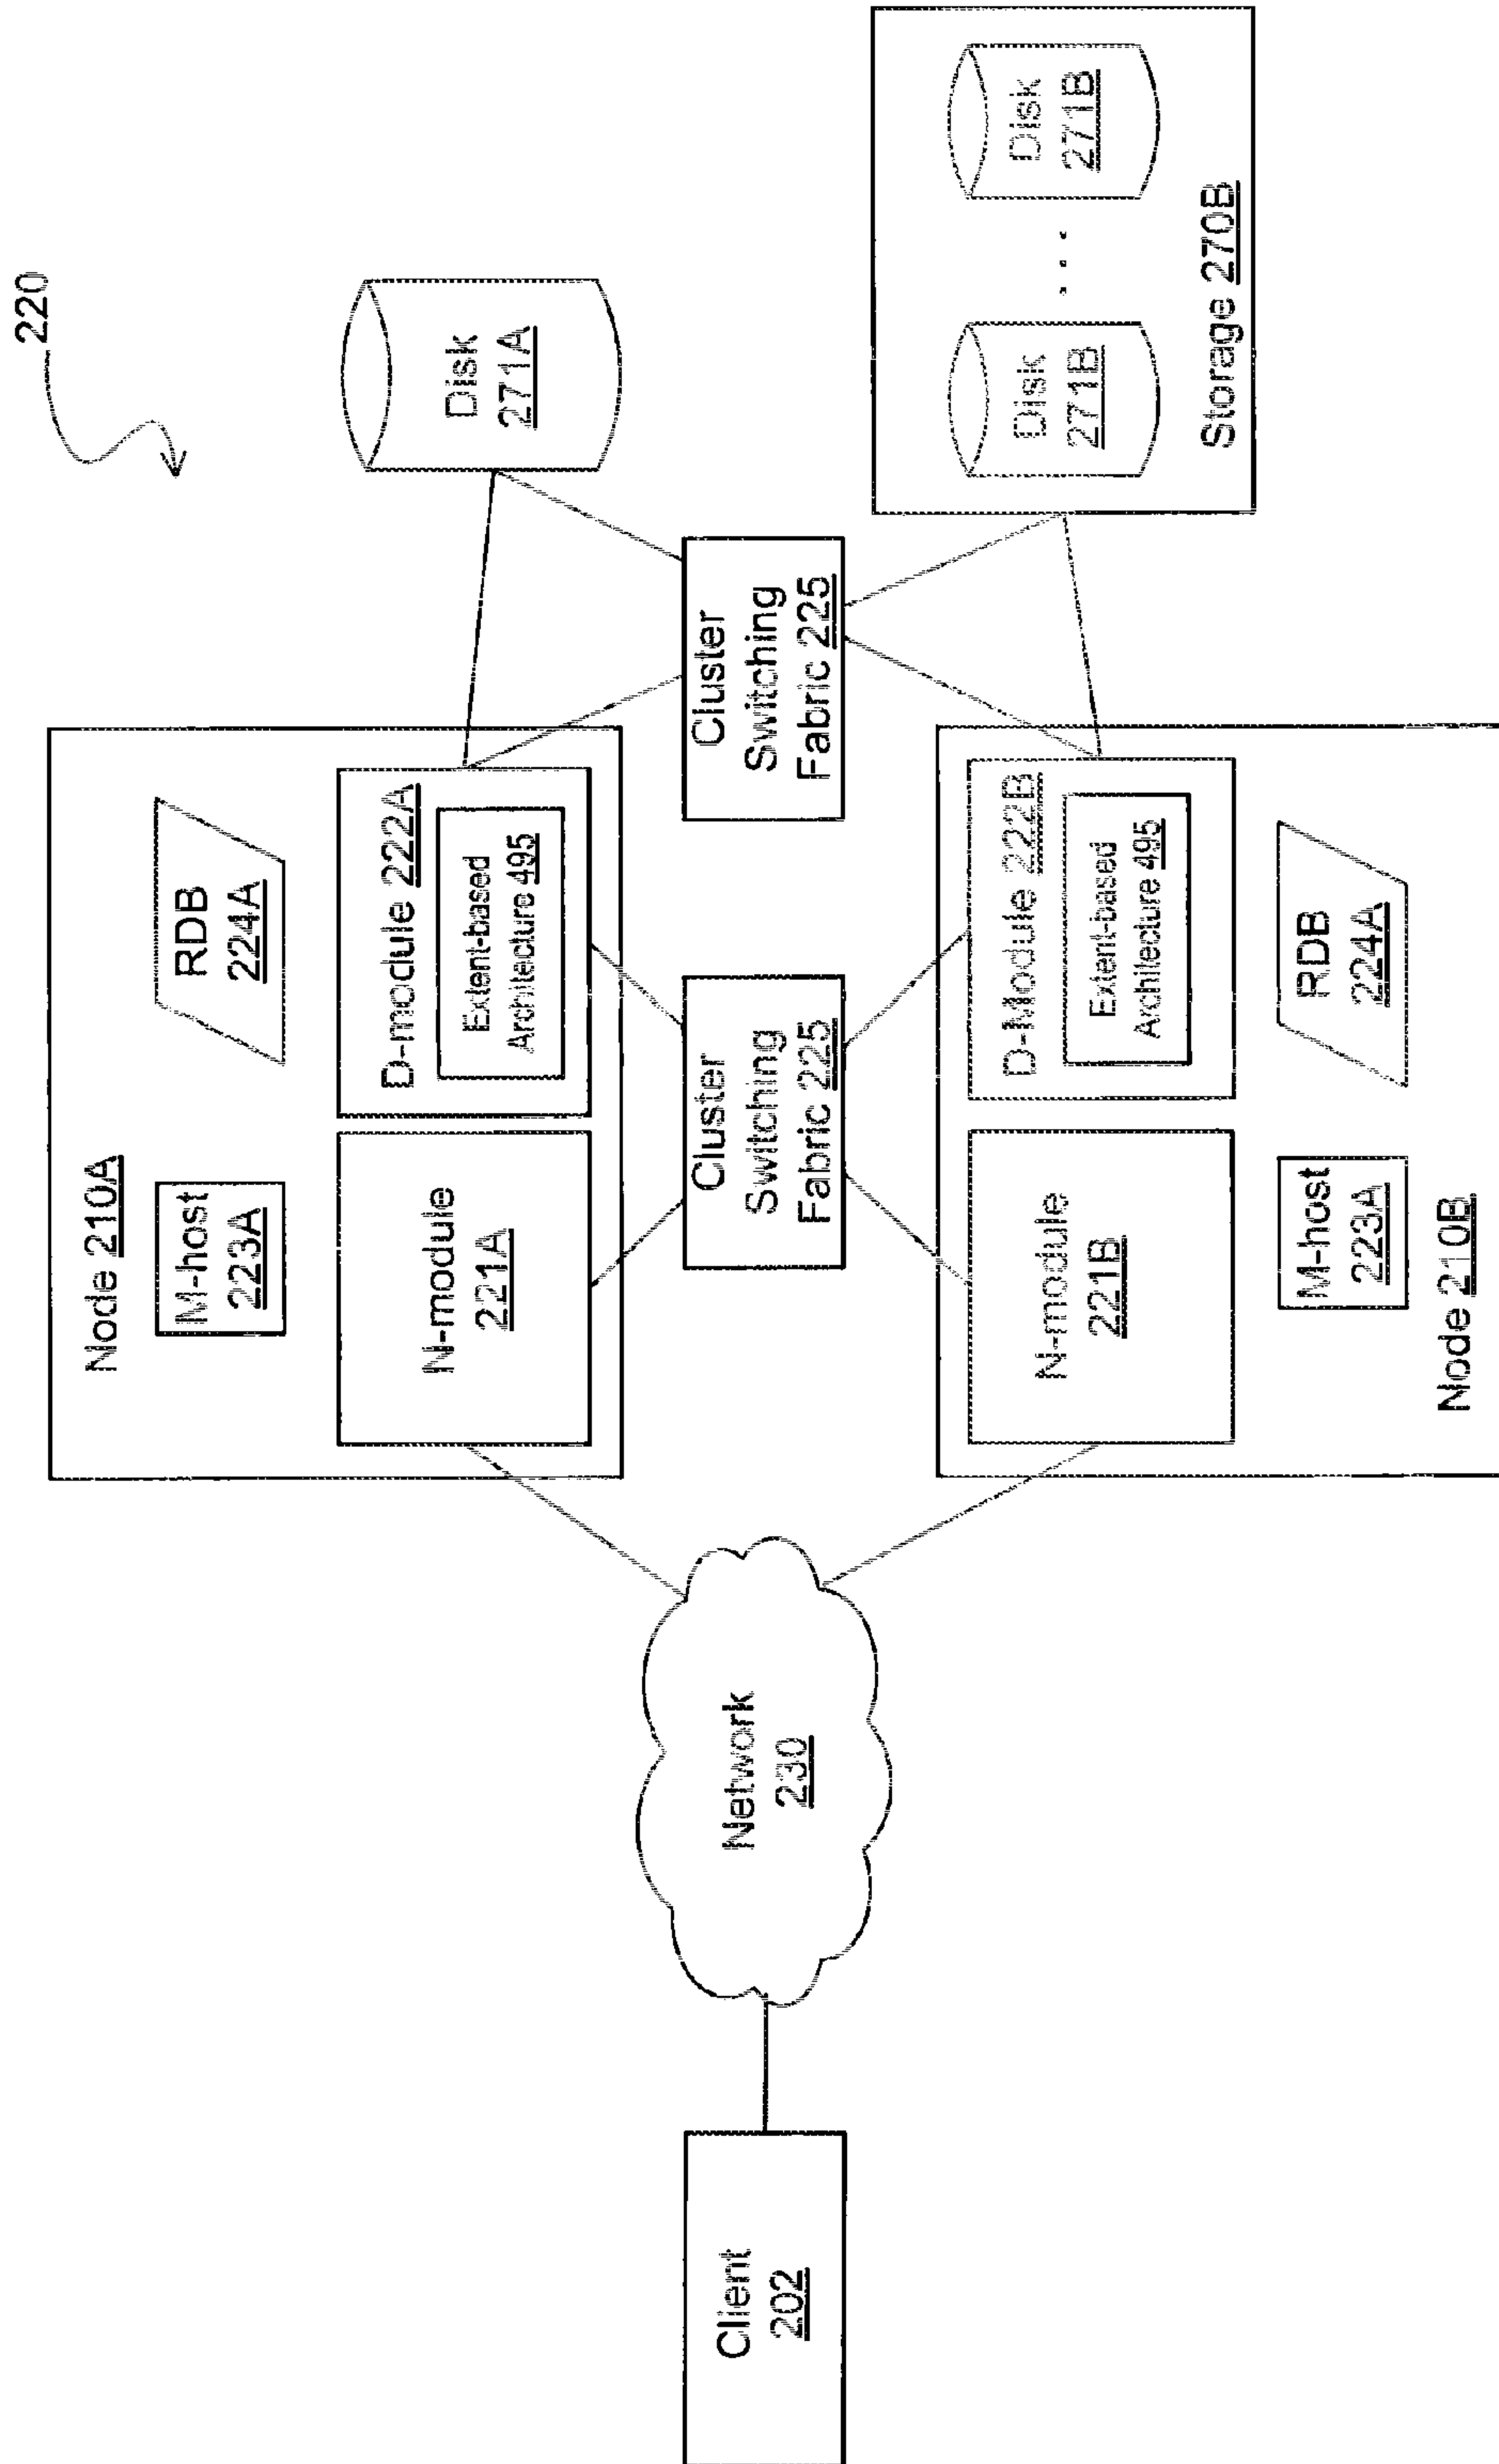 220
Node 210A
M-host
223A
RDB
224A
N-module
221A
D-module 222A
Extent-based
Architecture 495
Disk
271A
Client
202
Network
230
Cluster
Switching
Fabric 225
Cluster
Switching
Fabric 225
N-module
221B
D-Module 222B
Extent-based
Architecture 495
M-host
223A
RDB
224A
Node 210B
Disk
271B
. . .
Disk
271B
Storage 270B